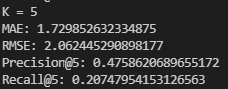 K = 5
MAE: 1.729852632334875
RMSE: 2.062445290898177
Precision@5: 0.4758620689655172
Recall@5: 0.20747954153126563